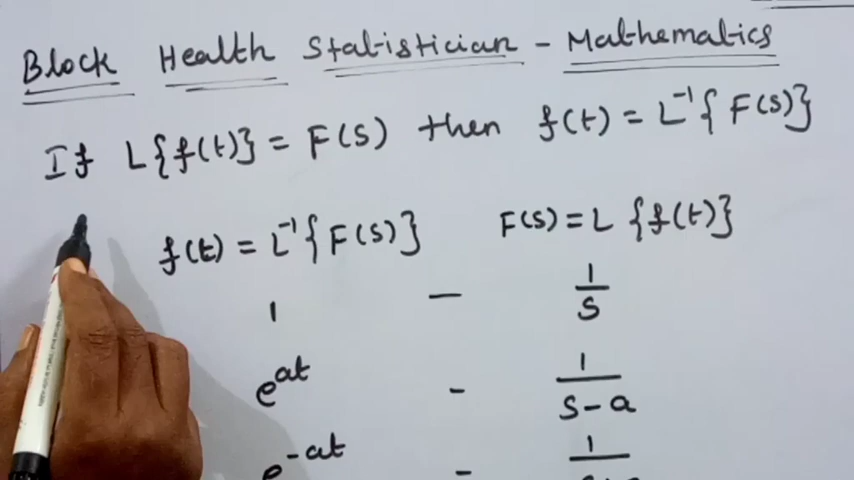 Block Health Statistician - Mathematics
If L{f(t)} = F(S) then f(t) = L⁻¹{F(S)}
f(t) = L⁻¹{F(S)} F(S) = L {f(t)}
1 - 1/S
e^at - 1/(S-a)
e^-at - 1